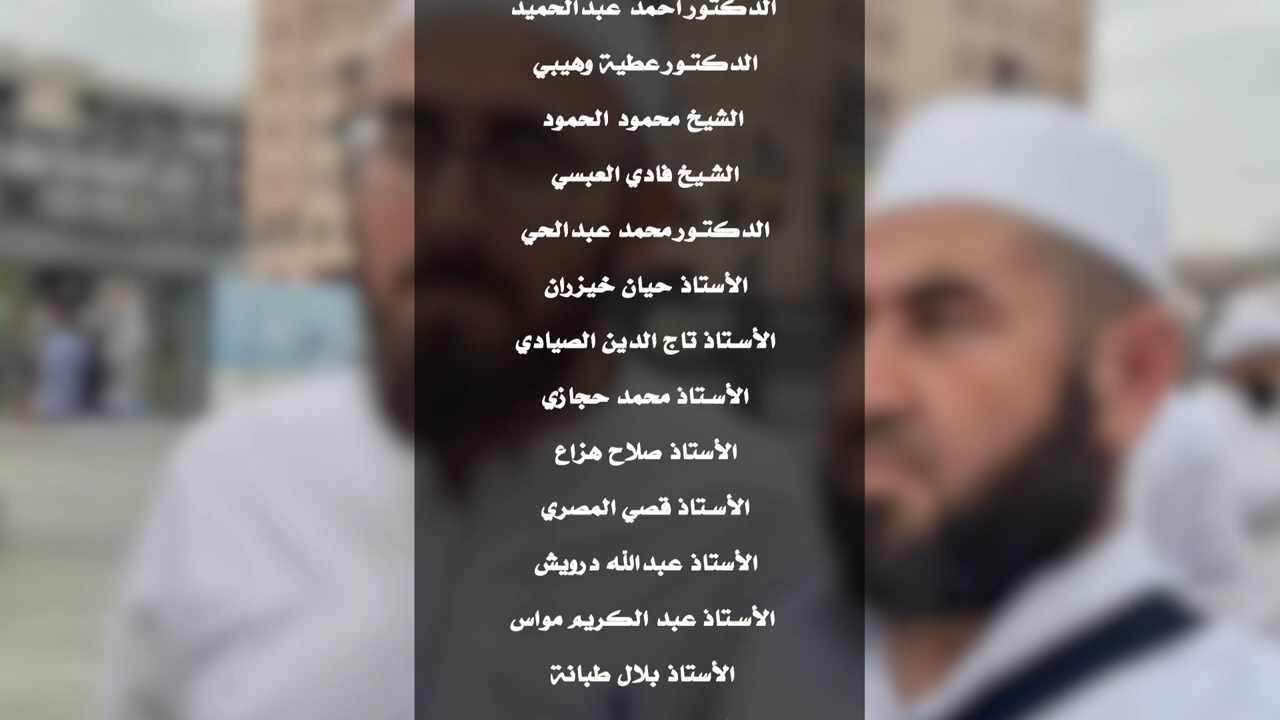 الدكتور أحمد عبدالحميد
الدكتور عطية وهيبي
الشيخ محمود الحمود
الشيخ فادي العبسي
الدكتور محمد عبدالحي
الأستاذ حيان خيزران
الأستاذ تاج الدين الصيادي
الأستاذ محمد حجازي
الأستاذ صلاح هزاع
الأستاذ قصي المصري
الأستاذ عبدالله درويش
الأستاذ عبد الكريم مواس
الأستاذ بلال طبانة